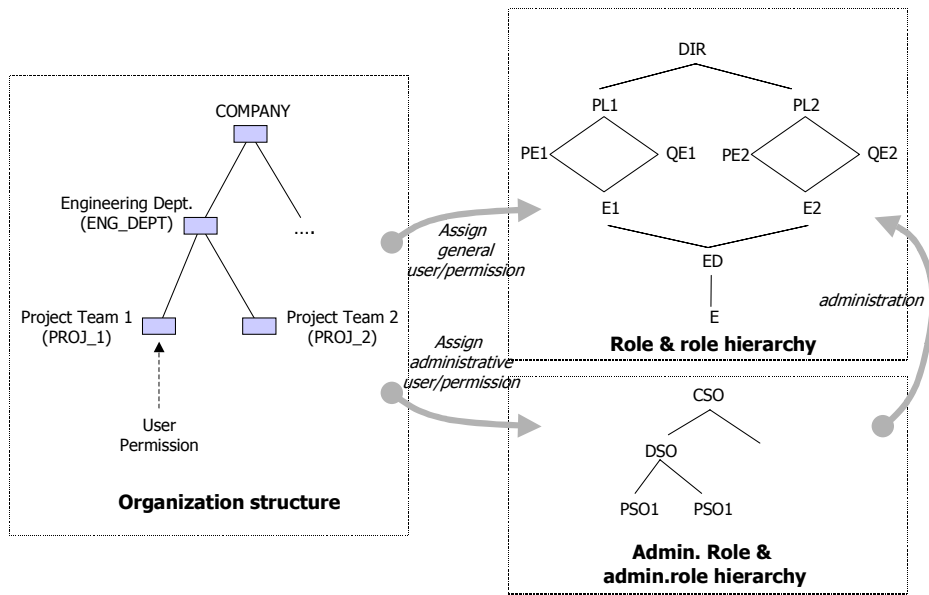 COMPANY
Engineering Dept.
(ENG_DEPT)
....
Project Team 1
(PROJ_1)
Project Team 2
(PROJ_2)
User
Permission
Organization structure
Assign
general
user/permission
Assign
administrative
user/permission
DIR
PL1
PL2
PE1
QE1
PE2
QE2
E1
E2
ED
E
Role & role hierarchy
administration
CSO
DSO
PSO1
PSO1
Admin. Role &
admin.role hierarchy